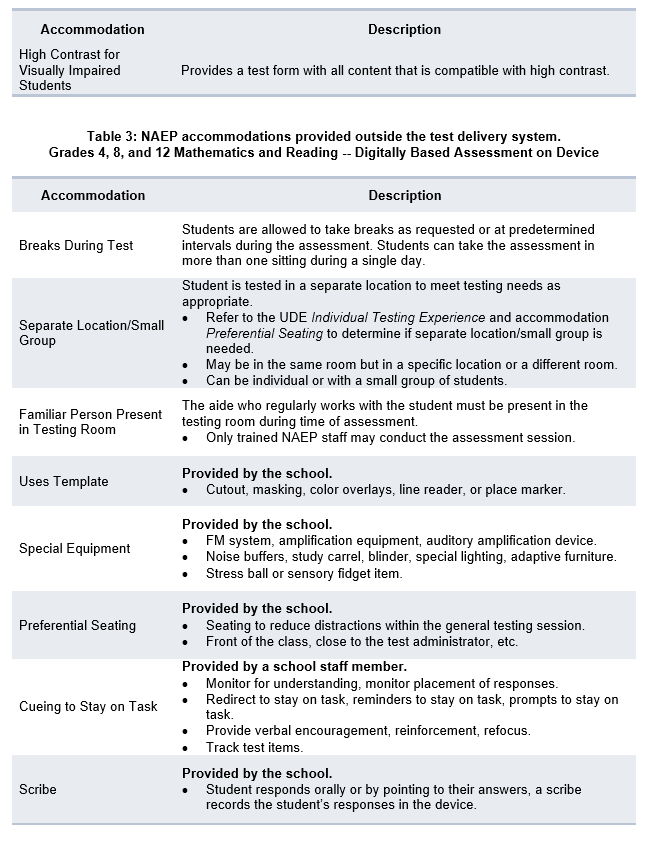 Accommodation Description
High Contrast for
Visually Impaired
Students
Provides a test form with all content that is compatible with high contrast.
Table 3: NAEP accommodations provided outside the test delivery system.
Grades 4, 8, and 12 Mathematics and Reading -- Digitally Based Assessment on Device
Accommodation Description
Breaks During Test
Students are allowed to take breaks as requested or at predetermined
intervals during the assessment. Students can take the assessment in
more than one sitting during a single day.
Separate Location/Small
Group
Student is tested in a separate location to meet testing needs as
appropriate.
• Refer to the UDE Individual Testing Experience and accommodation
Preferential Seating to determine if separate location/small group is
needed.
• May be in the same room but in a specific location or a different room.
• Can be individual or with a small group of students.
Familiar Person Present
in Testing Room
The aide who regularly works with the student must be present in the
testing room during time of assessment.
• Only trained NAEP staff may conduct the assessment session.
Uses Template
Provided by the school.
• Cutout, masking, color overlays, line reader, or place marker.
Special Equipment
Provided by the school.
• FM system, amplification equipment, auditory amplification device.
• Noise buffers, study carrel, blinder, special lighting, adaptive furniture.
• Stress ball or sensory fidget item.
Preferential Seating
Provided by the school.
• Seating to reduce distractions within the general testing session.
• Front of the class, close to the test administrator, etc.
Cueing to Stay on Task
Provided by a school staff member.
• Monitor for understanding, monitor placement of responses.
• Redirect to stay on task, reminders to stay on task, prompts to stay on
task.
• Provide verbal encouragement, reinforcement, refocus.
• Track test items.
Scribe
Provided by the school.
• Student responds orally or by pointing to their answers, a scribe
records the student's responses in the device.